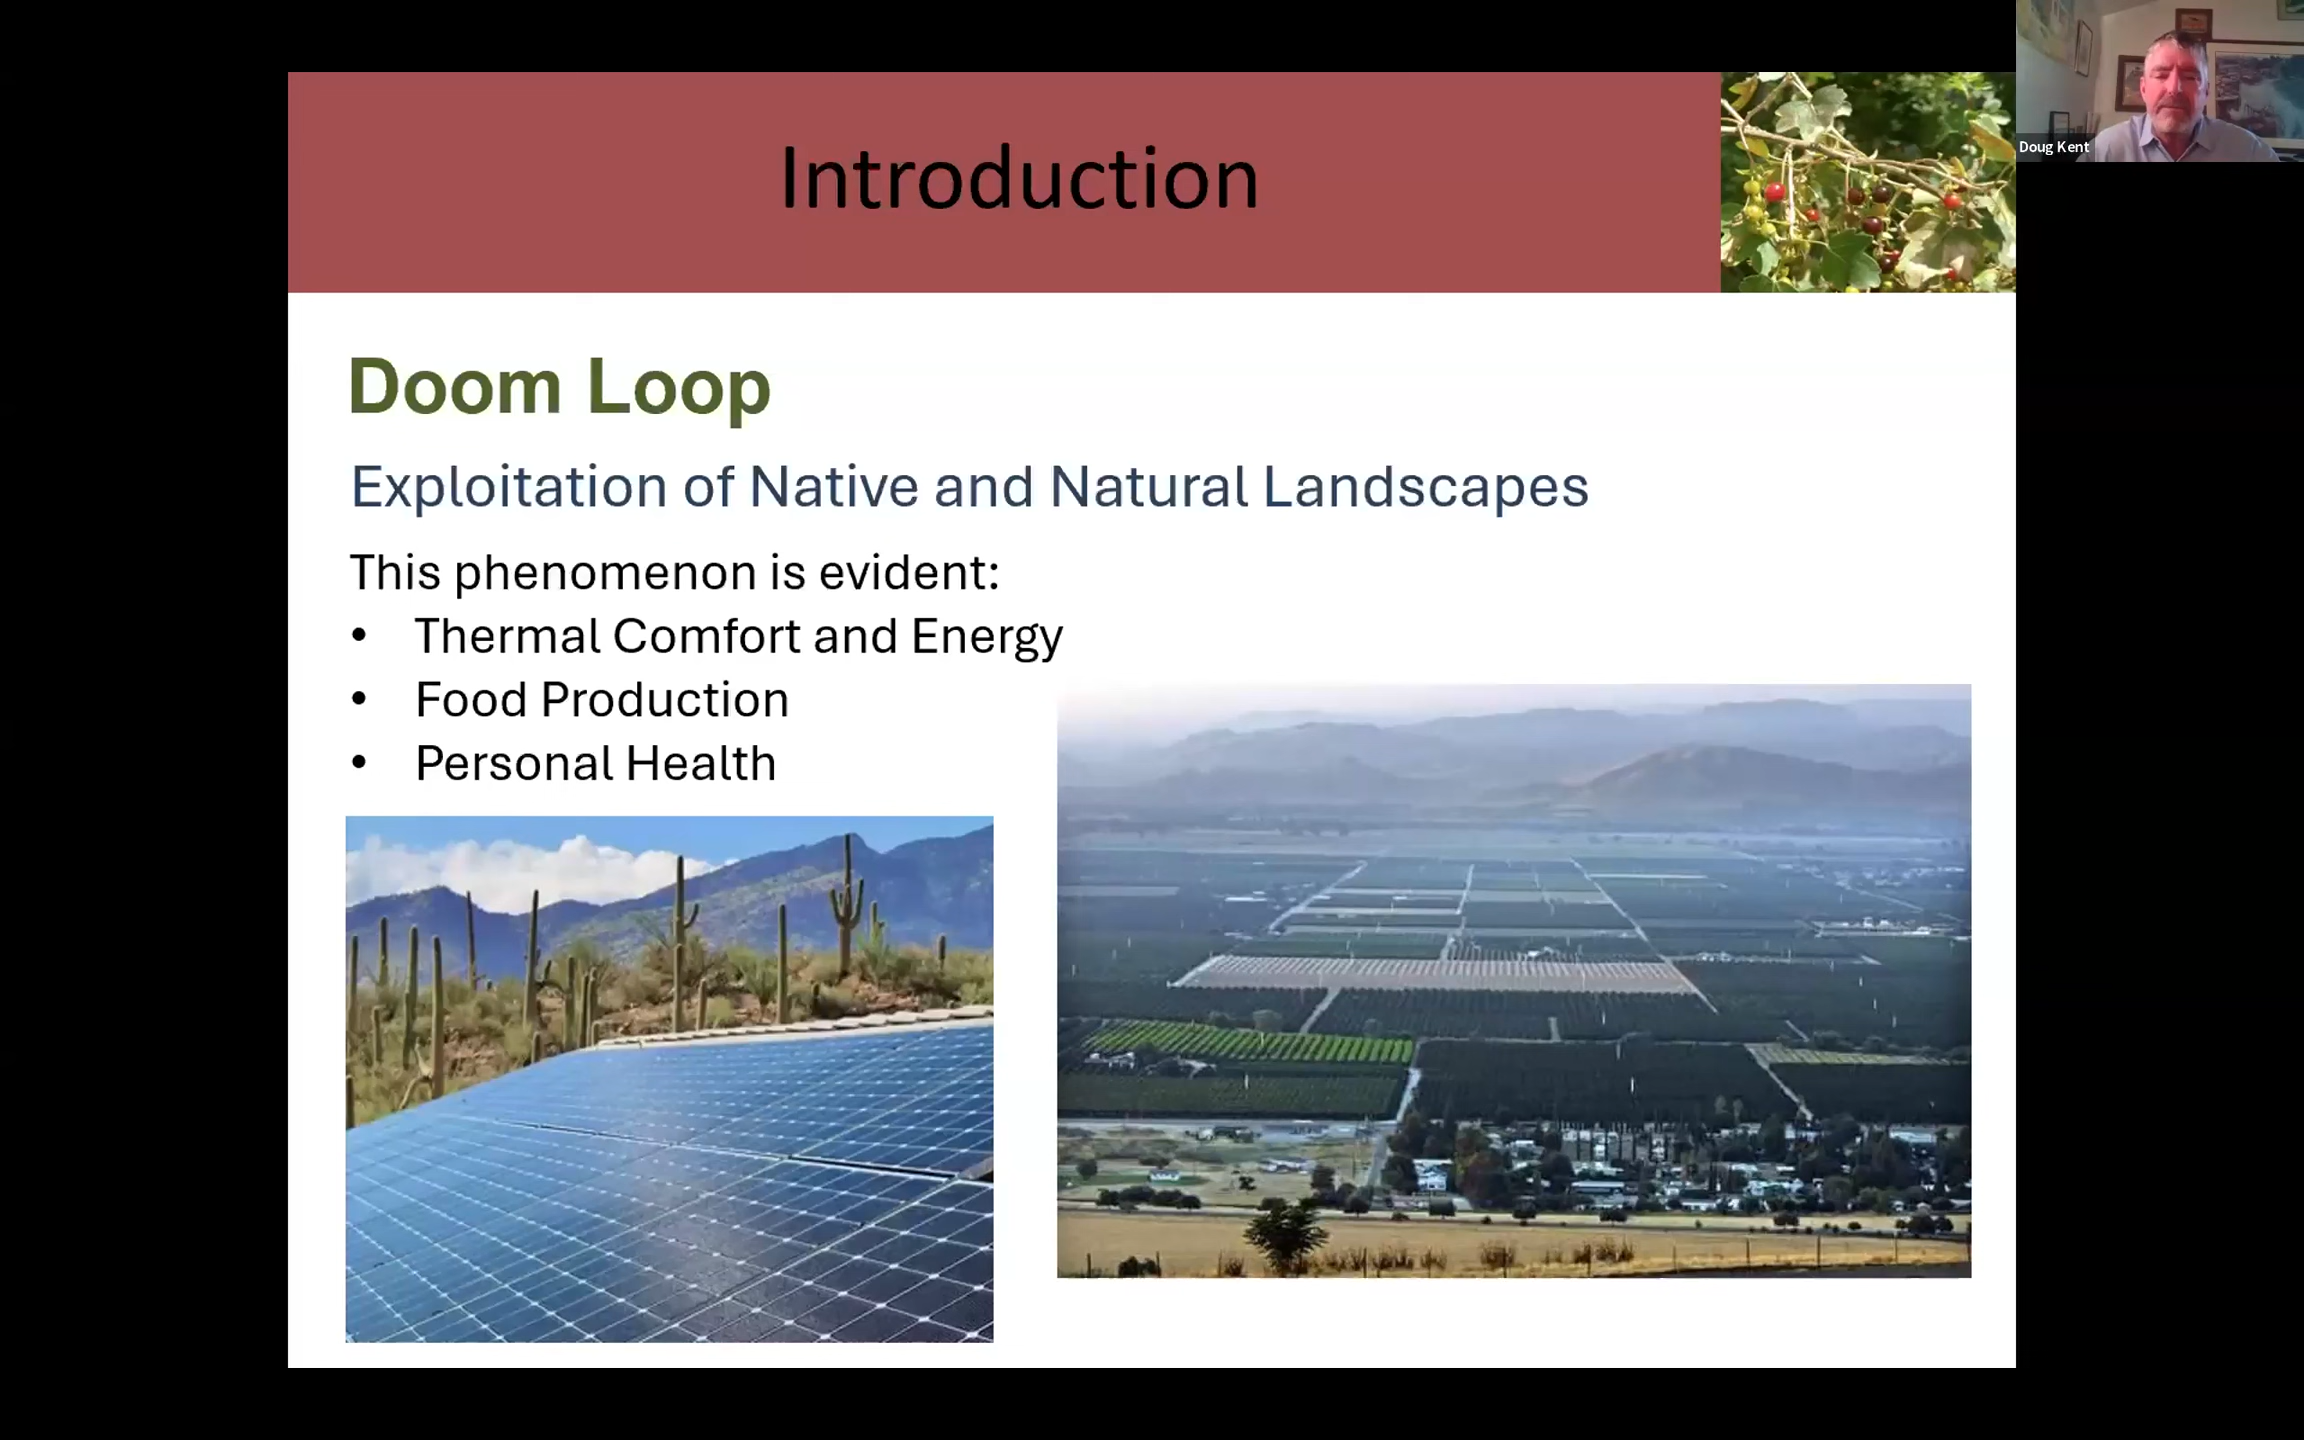 Introduction
Doug Kent
Doom Loop
Exploitation of Native and Natural Landscapes
This phenomenon is evident:
• Thermal Comfort and Energy
• Food Production
• Personal Health